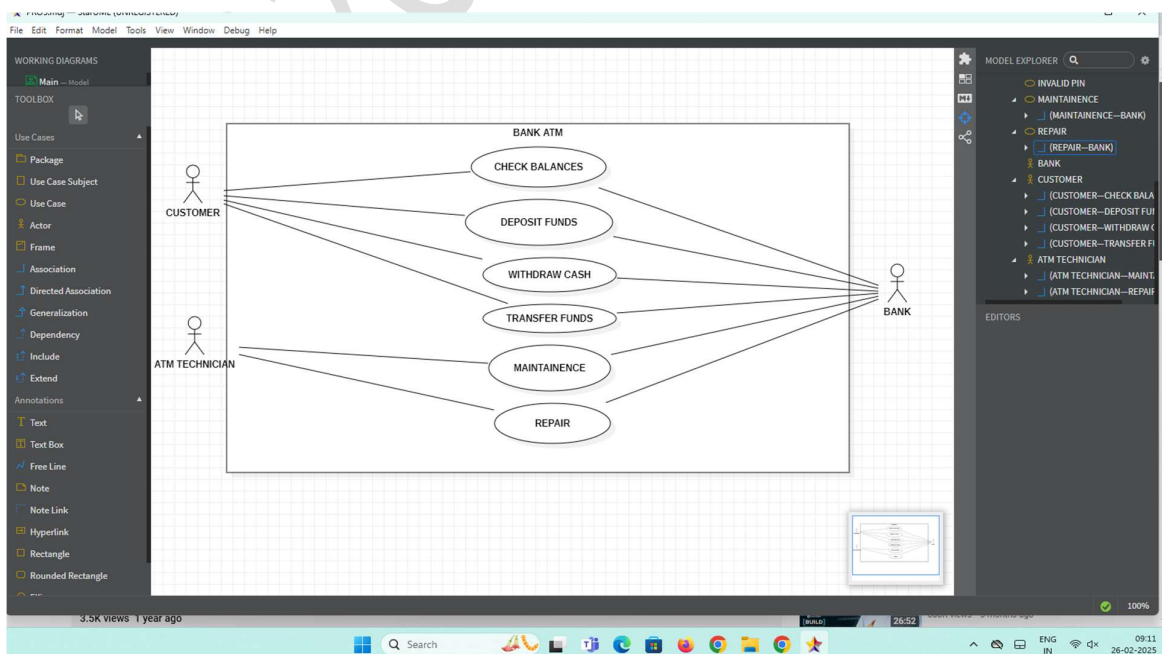 File Edit Format Model Tools View Window Debug Help
WORKING DIAGRAMS
Main — Model
TOOLBOX
Use Cases
Package
Use Case Subject
Use Case
Actor
Frame
Association
Directed Association
Generalization
Dependency
Include
Extend
Annotations
Text
Text Box
Free Line
Note
Note Link
Hyperlink
Rectangle
Rounded Rectangle
BANK ATM
CHECK BALANCES
CUSTOMER
DEPOSIT FUNDS
WITHDRAW CASH
BANK
TRANSFER FUNDS
ATM TECHNICIAN
MAINTAINENCE
REPAIR
MODEL EXPLORER
INVALID PIN
MAINTAINENCE
(MAINTAINENCE—BANK)
REPAIR
(REPAIR—BANK)
BANK
CUSTOMER
(CUSTOMER—CHECK BALA
(CUSTOMER—DEPOSIT FU
(CUSTOMER—WITHDRAW C
(CUSTOMER—TRANSFER F
ATM TECHNICIAN
(ATM TECHNICIAN—MAINT
(ATM TECHNICIAN—REPAIR
EDITORS
100%
3.5K views 1 year ago
[BUILD]
26:52
Search
ENG
IN
09:11
26-02-2025